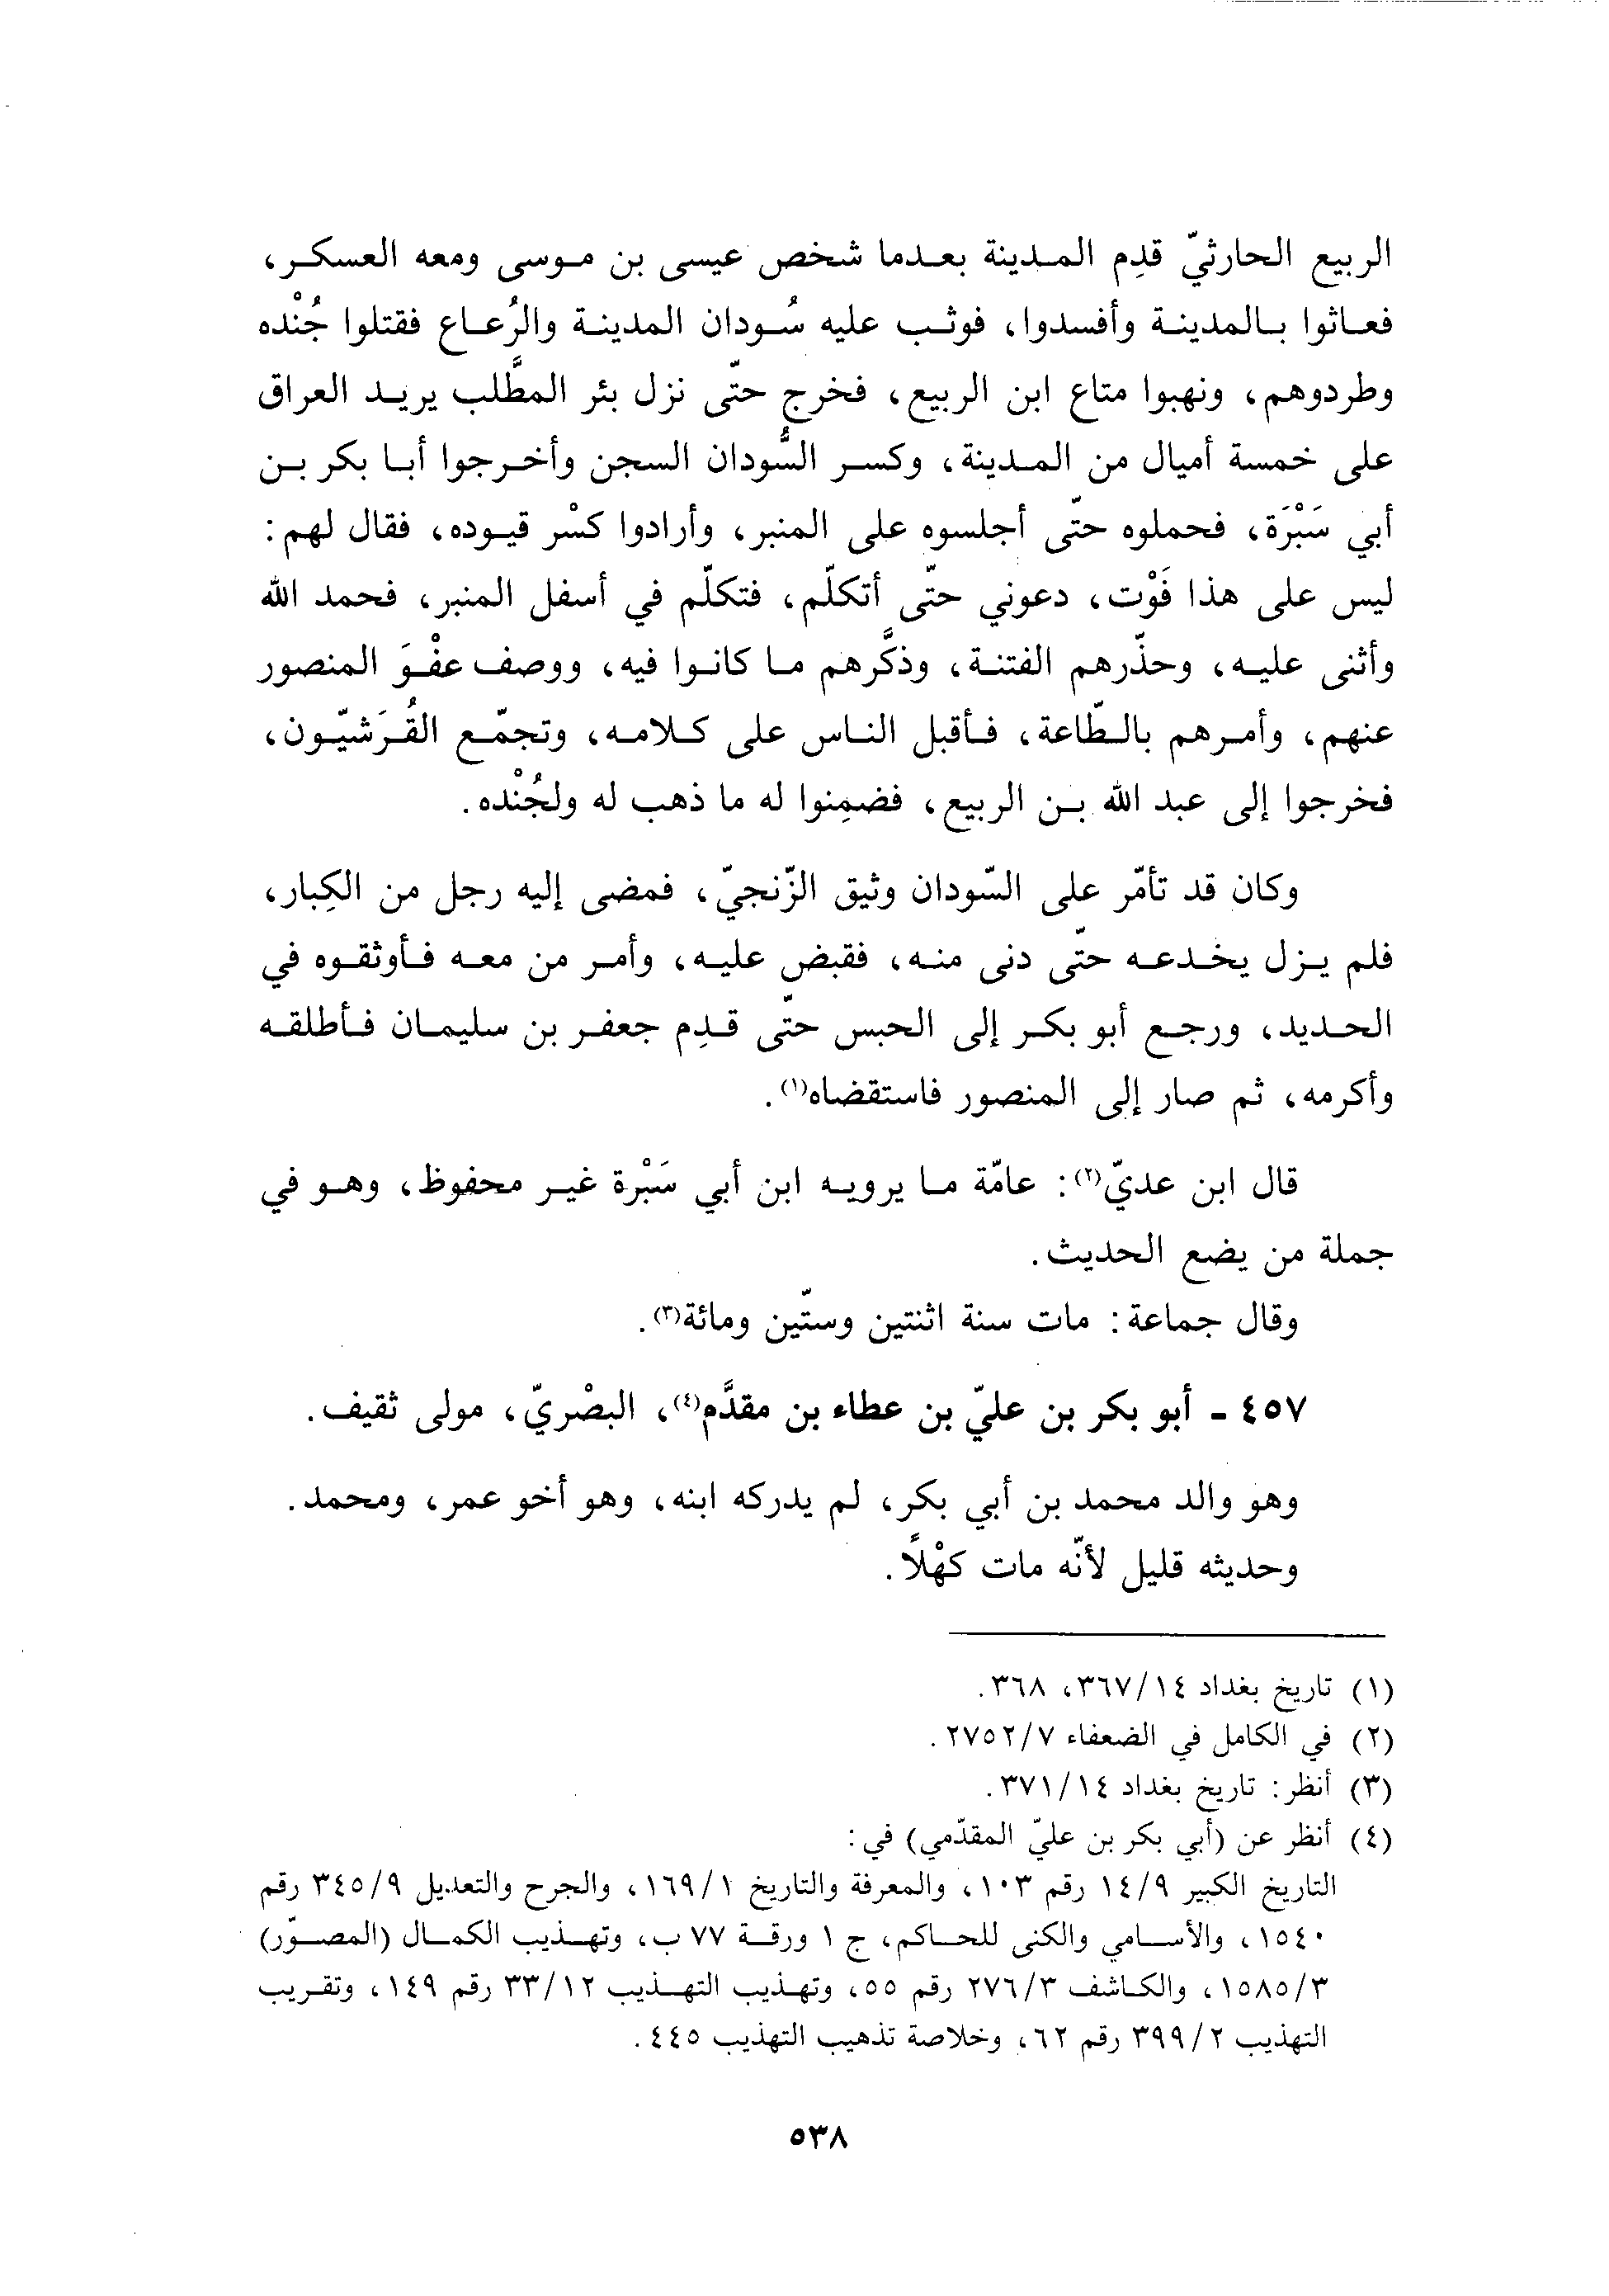 الربيع الحارثيّ قدِم المدينة بعدما شخص عيسى بن موسى ومعه العسكر،
فعاثوا بالمدينة وأفسدوا، فوثب عليه سُودان المدينة والرُعاع فقتلوا جُنْده
وطردوهم، ونهبوا متاع ابن الربيع، فخرج حتّى نزل بئر المطَّلب يريد العراق
على خمسة أميال من المدينة، وكسر السُّودان السجن وأخرجوا أبا بكر بن
أبي سَبْرَة، فحملوه حتّى أجلسوه على المنبر، وأرادوا كسْر قيوده، فقال لهم:
ليس على هذا فَوْت، دعوني حتّى أتكلّم، فتكلّم في أسفل المنبر، فحمد الله
وأثنى عليه، وحذّرهم الفتنة، وذكَّرهم ما كانوا فيه، ووصف عفْوَ المنصور
عنهم، وأمرهم بالطّاعة، فأقبل الناس على كلامه، وتجمّع القُرَشيّون،
فخرجوا إلى عبد الله بن الربيع، فضمِنوا له ما ذهب له ولجُنْده.
وكان قد تأمّر على السّودان وثيق الزّنجيّ، فمضى إليه رجل من الكِبار،
فلم يزل يخدعه حتّى دنى منه، فقبض عليه، وأمر من معه فأوثقوه في
الحديد، ورجع أبو بكر إلى الحبس حتّى قدِم جعفر بن سليمان فأطلقه
وأكرمه، ثم صار إلى المنصور فاستقضاه(١).
قال ابن عديّ(٢): عامّة ما يرويه ابن أبي سَبْرة غير محفوظ، وهو في
جملة من يضع الحديث.
وقال جماعة: مات سنة اثنتين وستّين ومائة(٣).
٤٥٧ - أبو بكر بن عليّ بن عطاء بن مقدَّم(٤)، البصْريّ، مولى ثقيف.
وهو والد محمد بن أبي بكر، لم يدركه ابنه، وهو أخو عمر، ومحمد.
وحديثه قليل لأنّه مات كهْلاً.
(١) تاريخ بغداد ٣٦٧/١٤، ٣٦٨.
(٢) في الكامل في الضعفاء ٢٧٥٢/٧.
(٣) أنظر: تاريخ بغداد ٣٧١/١٤.
(٤) أنظر عن (أبي بكر بن عليّ المقدّمي) في:
التاريخ الكبير ١٤/٩ رقم ١٠٣، والمعرفة والتاريخ ١٦٩/١، والجرح والتعديل ٣٤٥/٩ رقم
١٥٤٠، والأسامي والكنى للحاكم، ج ١ ورقة ٧٧ ب، وتهذيب الكمال (المصوّر)
١٥٨٥/٣، والكاشف ٢٧٦/٣ رقم ٥٥، وتهذيب التهذيب ٣٣/١٢ رقم ١٤٩، وتقريب
التهذيب ٣٩٩/٢ رقم ٦٢، وخلاصة تذهيب التهذيب ٤٤٥.
٥٣٨